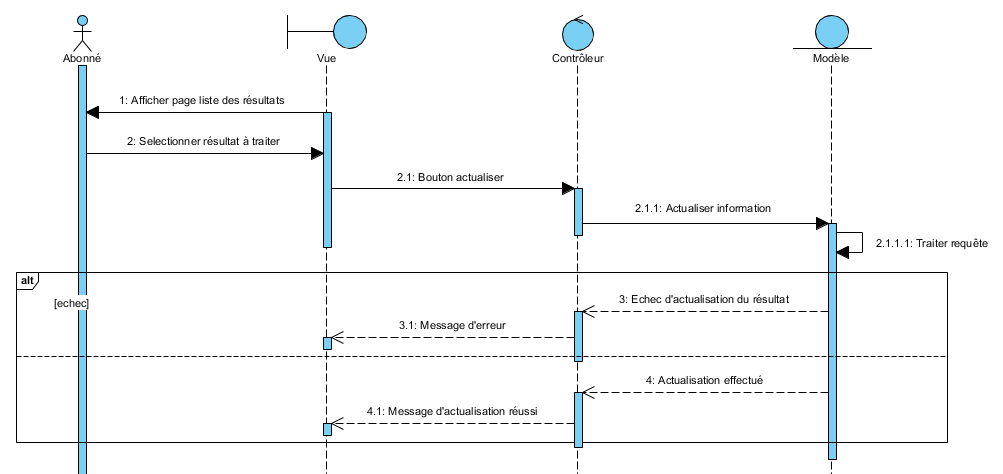 Abonné
Vue
Contrôleur
Modèle
1: Afficher page liste des résultats
2: Selectionner résultat à traiter
2.1: Bouton actualiser
2.1.1: Actualiser information
2.1.1.1: Traiter requête
alt
[echec]
3: Echec d'actualisation du résultat
3.1: Message d'erreur
4: Actualisation effectué
4.1: Message d'actualisation réussi